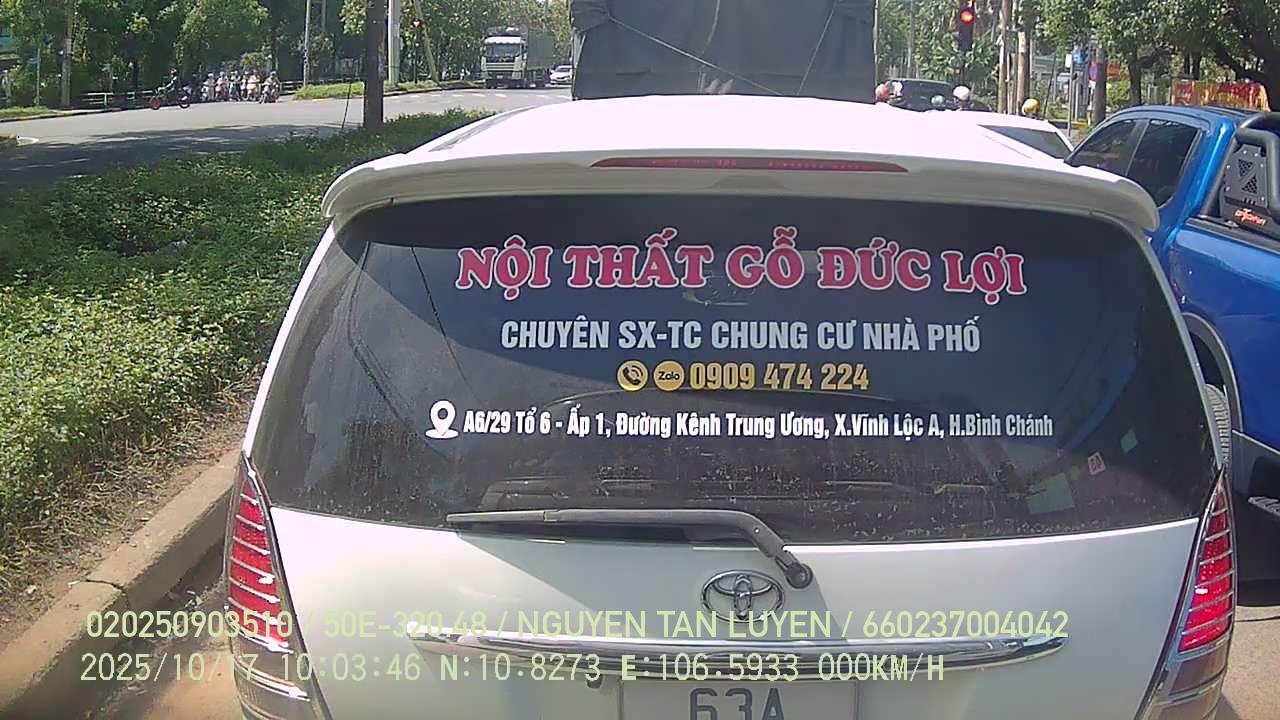 NỘI THẤT GỖ ĐỨC LỢI
CHUYÊN SX-TC CHUNG CƯ NHÀ PHỐ
Zalo 0909 474 224
A6/29 Tổ 6 - Ấp 1, Đường Kênh Trung Ương, X.Vĩnh Lộc A, H.Bình Chánh
020250903510 / 50E-320.48 / NGUYEN TAN LUYEN / 660237004042
2025/10/17 10:03:46 N:10.8273 E:106.5933 000KM/H
63A